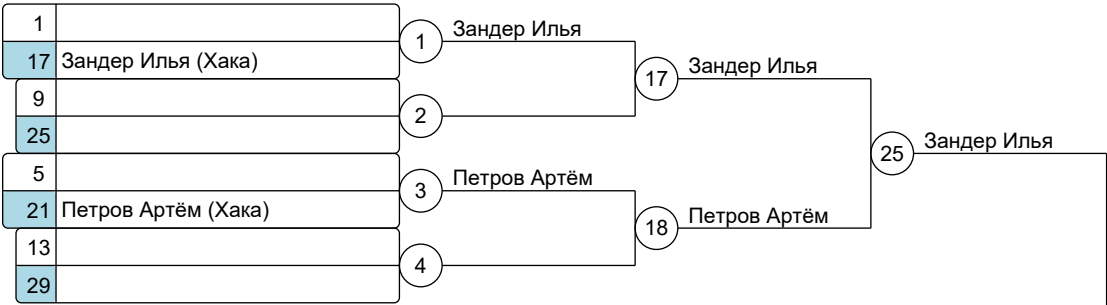 1
1 Зандер Илья
17 Зандер Илья (Хака)
17 Зандер Илья
9
2
25
25 Зандер Илья
5
3 Петров Артём
21 Петров Артём (Хака)
18 Петров Артём
13
4
29